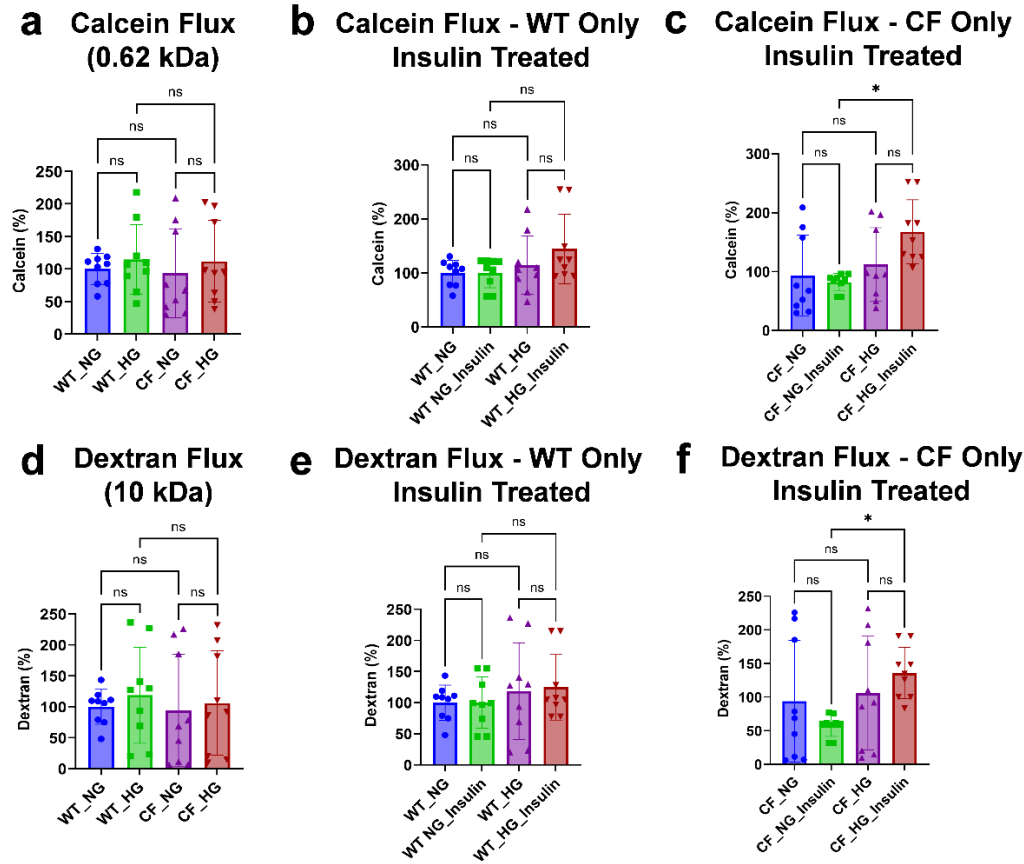 a Calcein Flux
(0.62 kDa)
ns
ns
ns
ns
250
200
150
100
50
0
Calcein (%)
WT_NG
WT_HG
CF_NG
CF_HG
b Calcein Flux - WT Only
Insulin Treated
ns
ns
ns
ns
300
200
100
0
Calcein (%)
WT_NG
WT NG_Insulin
WT_HG
WT_HG_Insulin
c Calcein Flux - CF Only
Insulin Treated
*
ns
ns
ns
300
200
100
0
Calcein (%)
CF_NG
CF_NG_Insulin
CF_HG
CF_HG_Insulin
d Dextran Flux
(10 kDa)
ns
ns
ns
ns
250
200
150
100
50
0
Dextran (%)
WT_NG
WT_HG
CF_NG
CF_HG
e Dextran Flux - WT Only
Insulin Treated
ns
ns
ns
ns
250
200
150
100
50
0
Dextran (%)
WT_NG
WT NG_Insulin
WT_HG
WT_HG_Insulin
f Dextran Flux - CF Only
Insulin Treated
*
ns
ns
ns
250
200
150
100
50
0
Dextran (%)
CF_NG
CF_NG_Insulin
CF_HG
CF_HG_Insulin